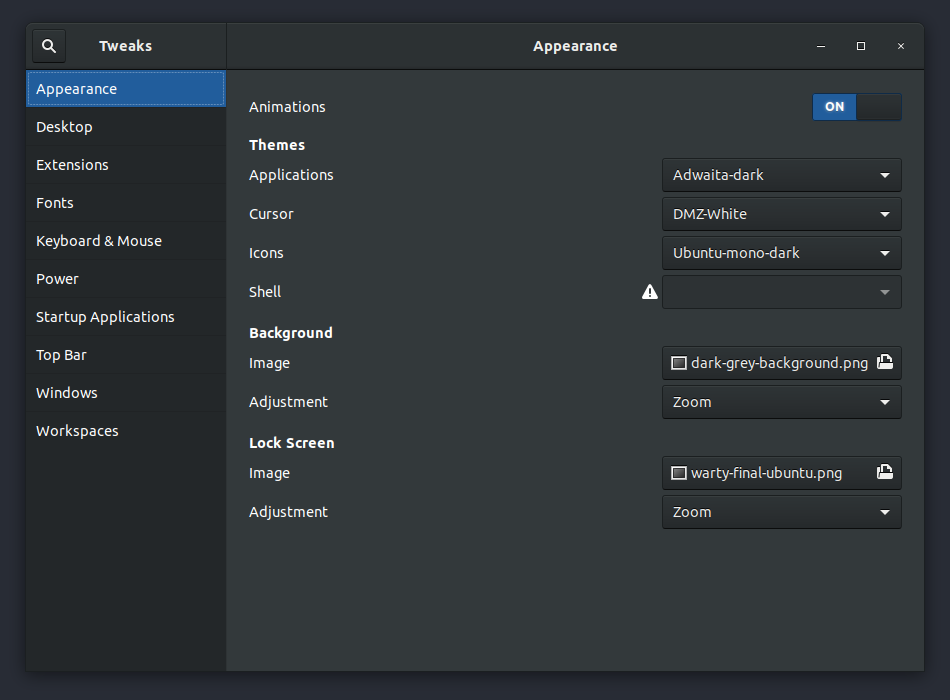 Tweaks
Appearance
Appearance
Desktop
Extensions
Fonts
Keyboard & Mouse
Power
Startup Applications
Top Bar
Windows
Workspaces
Animations ON
Themes
Applications Adwaita-dark
Cursor DMZ-White
Icons Ubuntu-mono-dark
Shell
Background
Image dark-grey-background.png
Adjustment Zoom
Lock Screen
Image warty-final-ubuntu.png
Adjustment Zoom